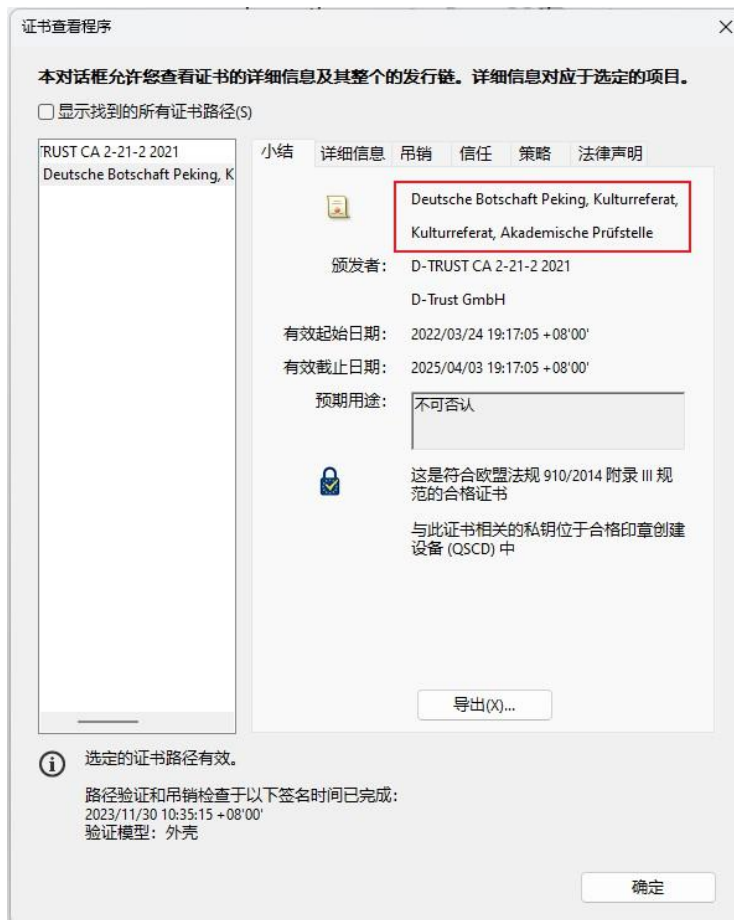 证书查看程序
本对话框允许您查看证书的详细信息及其整个的发行链。详细信息对应于选定的项目。
显示找到的所有证书路径(S)
RUST CA 2-21-2 2021
Deutsche Botschaft Peking, K
小结 详细信息 吊销 信任 策略 法律声明
Deutsche Botschaft Peking, Kulturreferat,
Kulturreferat, Akademische Prüfstelle
颁发者: D-TRUST CA 2-21-2 2021
D-Trust GmbH
有效起始日期: 2022/03/24 19:17:05 +08'00'
有效截止日期: 2025/04/03 19:17:05 +08'00'
预期用途: 不可否认
这是符合欧盟法规 910/2014 附录 III 规
范的合格证书
与此证书相关的私钥位于合格印章创建
设备 (QSCD) 中
导出(X)...
选定的证书路径有效。
路径验证和吊销检查于以下签名时间已完成:
2023/11/30 10:35:15 +08'00'
验证模型: 外壳
确定